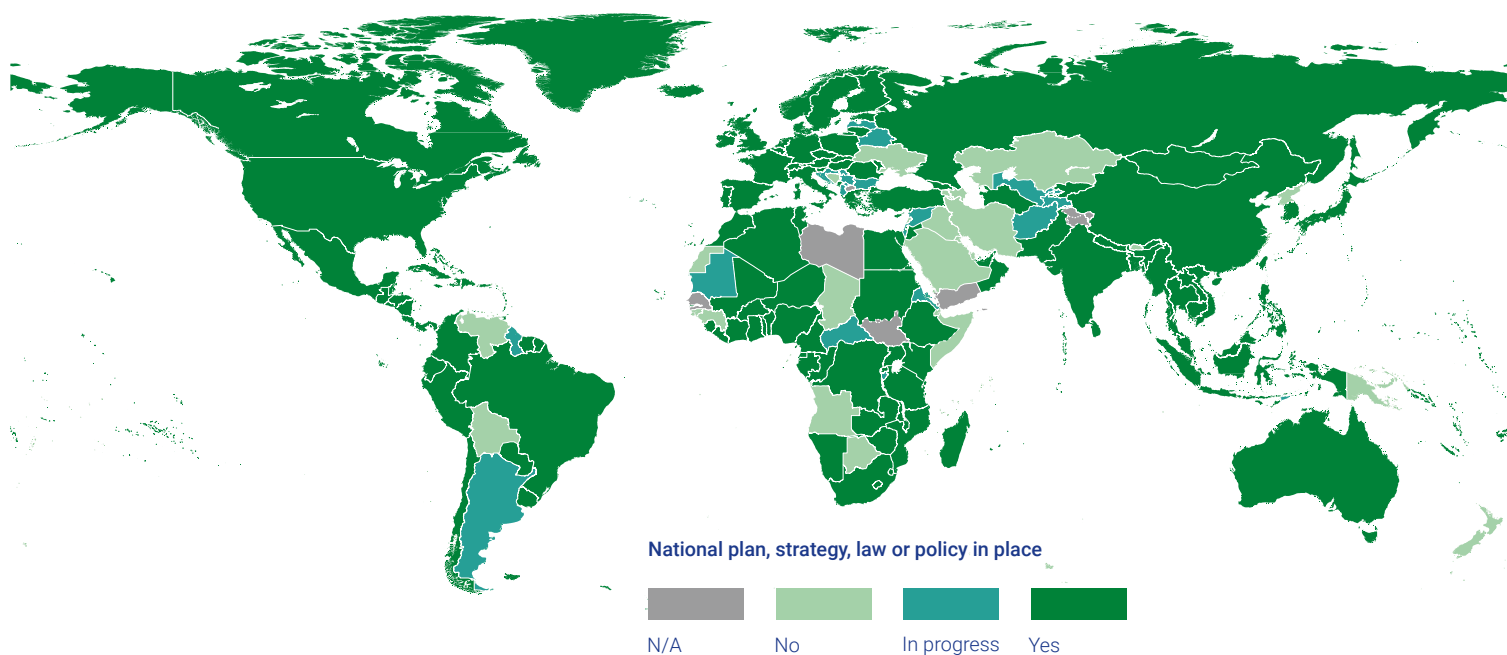 National plan, strategy, law or policy in place
N/A
No
In progress
Yes